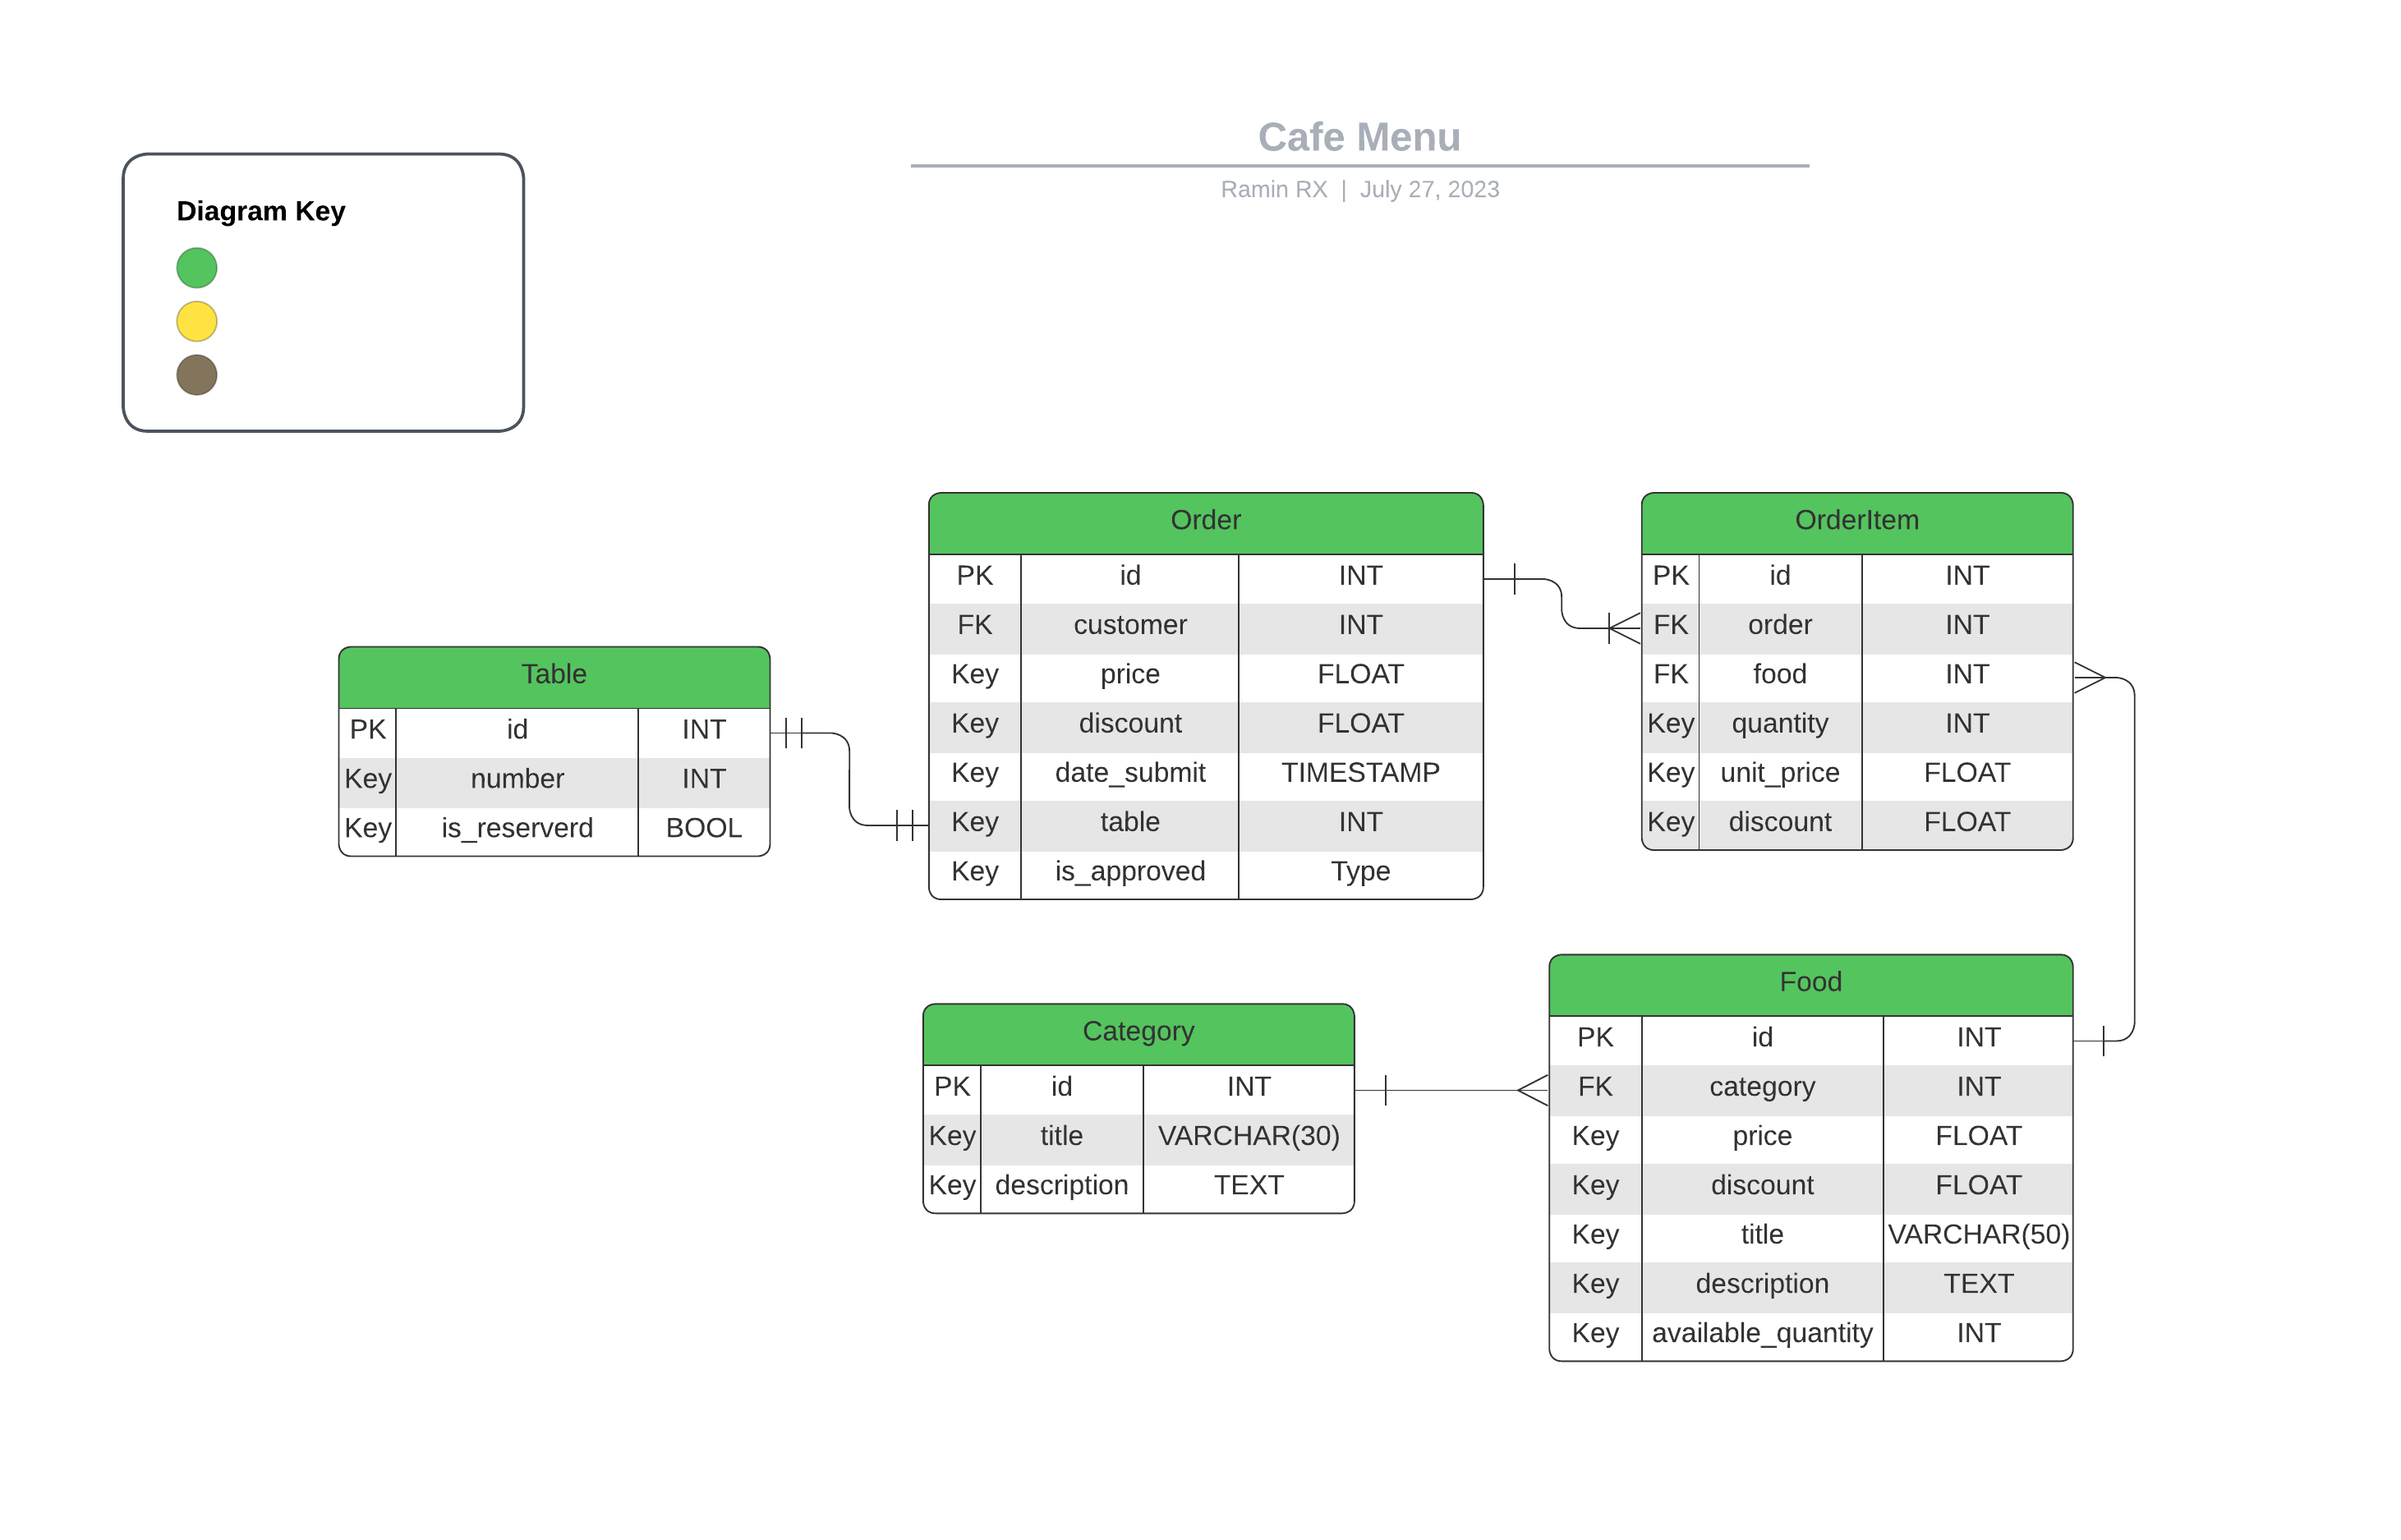 Cafe Menu
Ramin RX | July 27, 2023
Diagram Key
Order
PK id INT
FK customer INT
Key price FLOAT
Key discount FLOAT
Key date_submit TIMESTAMP
Key table INT
Key is_approved Type
OrderItem
PK id INT
FK order INT
FK food INT
Key quantity INT
Key unit_price FLOAT
Key discount FLOAT
Table
PK id INT
Key number INT
Key is_reserverd BOOL
Category
PK id INT
Key title VARCHAR(30)
Key description TEXT
Food
PK id INT
FK category INT
Key price FLOAT
Key discount FLOAT
Key title VARCHAR(50)
Key description TEXT
Key available_quantity INT